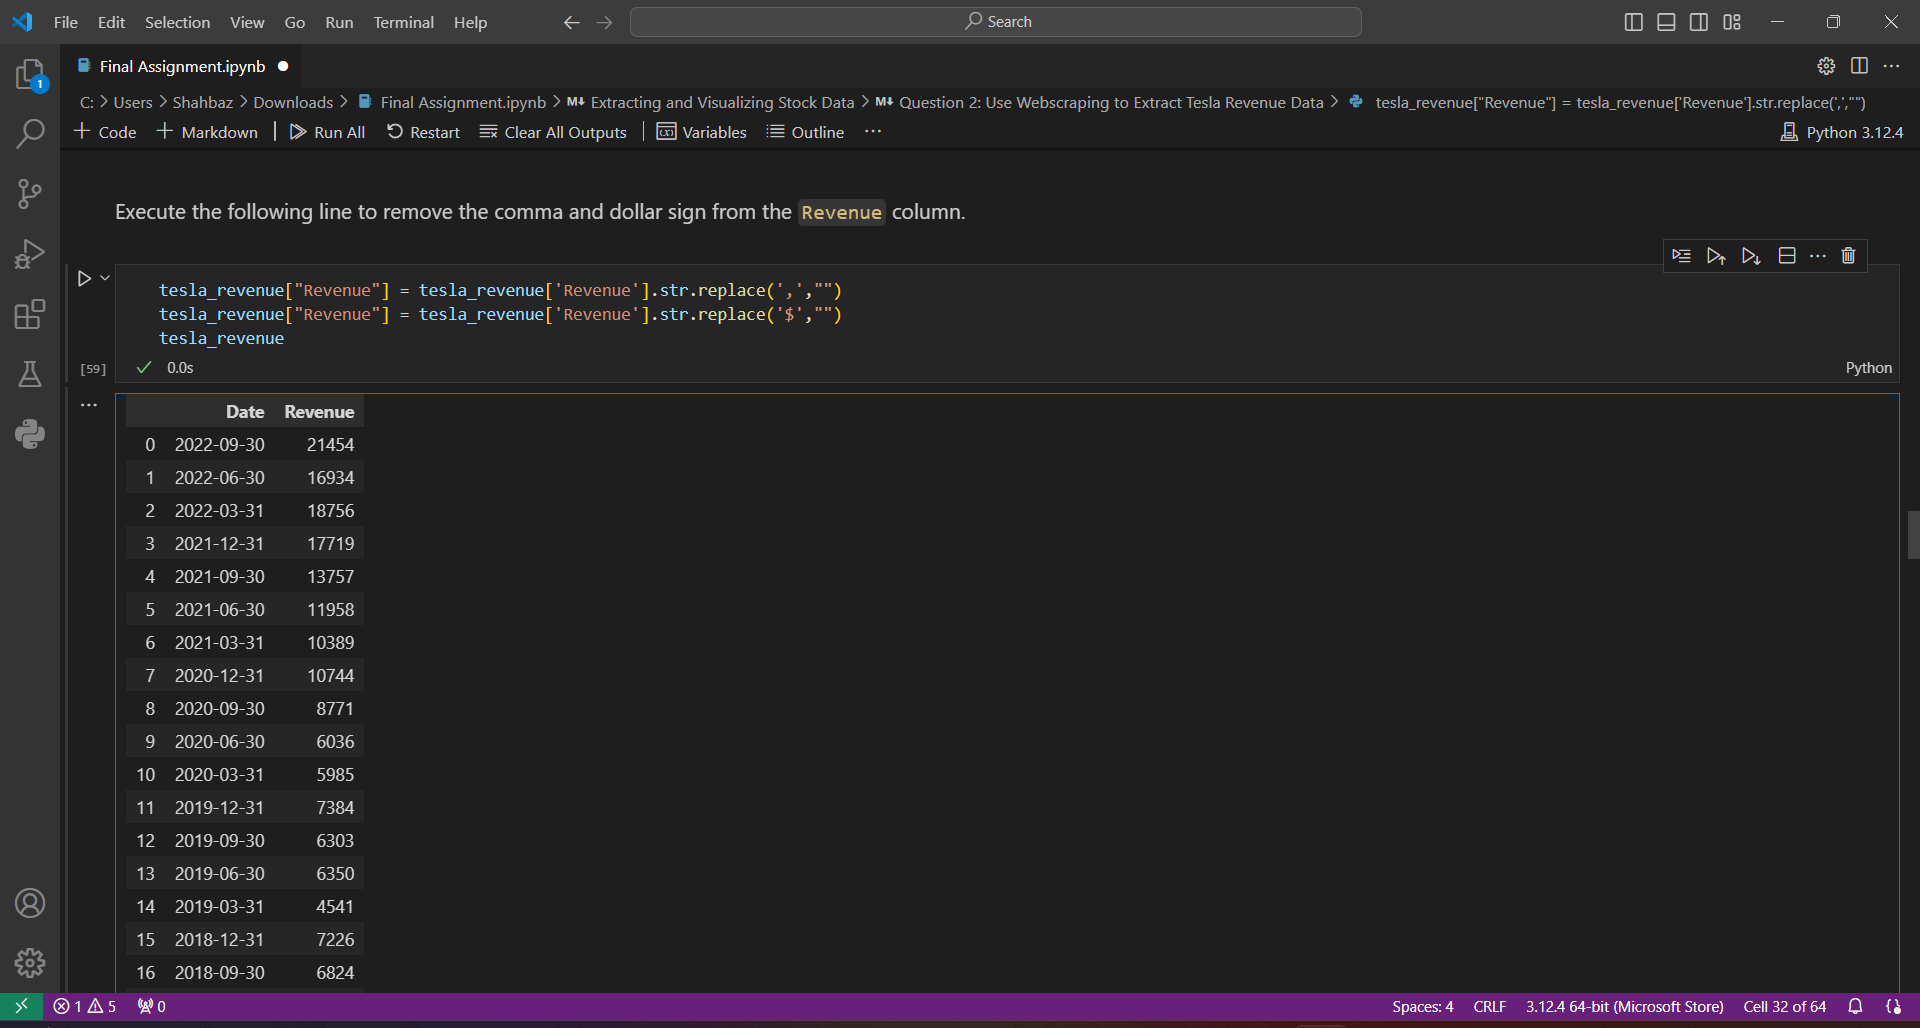 File Edit Selection View Go Run Terminal Help
Search
Final Assignment.ipynb
C: > Users > Shahbaz > Downloads > Final Assignment.ipynb > M↓ Extracting and Visualizing Stock Data > M↓ Question 2: Use Webscraping to Extract Tesla Revenue Data > tesla_revenue["Revenue"] = tesla_revenue['Revenue'].str.replace(',',"")
+ Code + Markdown | Run All Restart Clear All Outputs | Variables Outline ... Python 3.12.4
1
Execute the following line to remove the comma and dollar sign from the Revenue column.
tesla_revenue["Revenue"] = tesla_revenue['Revenue'].str.replace(',',"")
tesla_revenue["Revenue"] = tesla_revenue['Revenue'].str.replace('$',"")
tesla_revenue
[59] 0.0s Python
Date Revenue
0 2022-09-30 21454
1 2022-06-30 16934
2 2022-03-31 18756
3 2021-12-31 17719
4 2021-09-30 13757
5 2021-06-30 11958
6 2021-03-31 10389
7 2020-12-31 10744
8 2020-09-30 8771
9 2020-06-30 6036
10 2020-03-31 5985
11 2019-12-31 7384
12 2019-09-30 6303
13 2019-06-30 6350
14 2019-03-31 4541
15 2018-12-31 7226
16 2018-09-30 6824
1 5 0 Spaces: 4 CRLF 3.12.4 64-bit (Microsoft Store) Cell 32 of 64